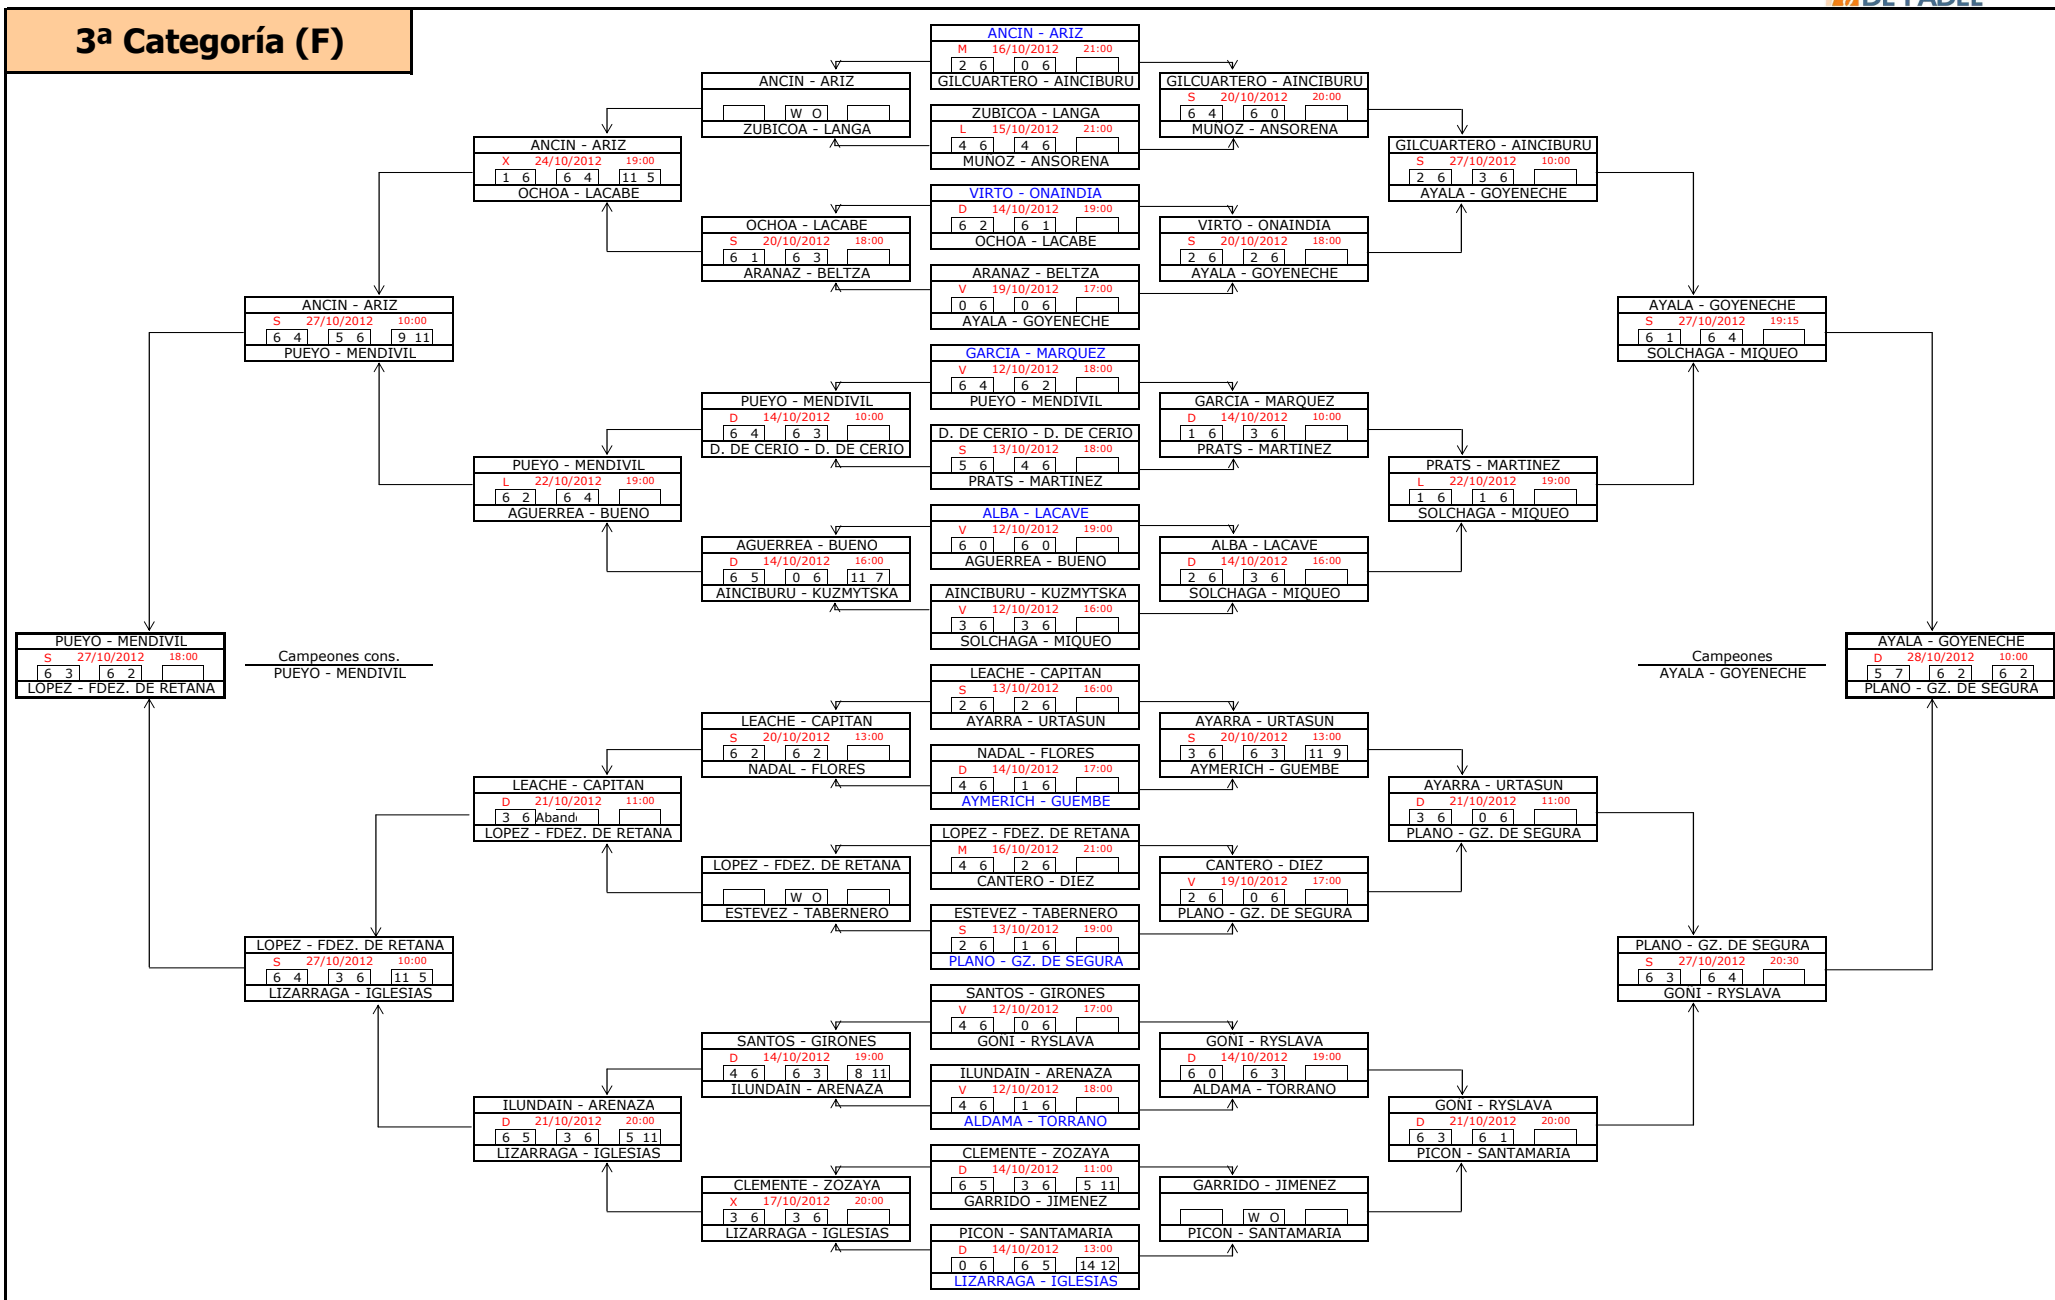 DE PADEL
3ª Categoría (F)
ANCIN - ARIZ
M 16/10/2012 21:00
2 6 0 6
GILCUARTERO - AINCIBURU
ZUBICOA - LANGA
L 15/10/2012 21:00
4 6 4 6
MUÑOZ - ANSORENA
VIRTO - ONAINDIA
D 14/10/2012 19:00
6 2 6 1
OCHOA - LACABE
ARANAZ - BELTZA
V 19/10/2012 17:00
0 6 0 6
AYALA - GOYENECHE
GARCIA - MARQUEZ
V 12/10/2012 18:00
6 4 6 2
PUEYO - MENDIVIL
D. DE CERIO - D. DE CERIO
S 13/10/2012 18:00
5 6 4 6
PRATS - MARTINEZ
ALBA - LACAVE
V 12/10/2012 19:00
6 0 6 0
AGUERREA - BUENO
AINCIBURU - KUZMYTSKA
V 12/10/2012 16:00
3 6 3 6
SOLCHAGA - MIQUEO
LEACHE - CAPITAN
S 13/10/2012 16:00
2 6 2 6
AYARRA - URTASUN
NADAL - FLORES
D 14/10/2012 17:00
4 6 1 6
AYMERICH - GUEMBE
LOPEZ - FDEZ. DE RETANA
M 16/10/2012 21:00
4 6 2 6
CANTERO - DIEZ
ESTEVEZ - TABERNERO
S 13/10/2012 19:00
2 6 1 6
PLANO - GZ. DE SEGURA
SANTOS - GIRONES
V 12/10/2012 17:00
4 6 0 6
GOÑI - RYSLAVA
ILUNDAIN - ARENAZA
V 12/10/2012 18:00
4 6 1 6
ALDAMA - TORRANO
CLEMENTE - ZOZAYA
D 14/10/2012 11:00
6 5 3 6 5 11
GARRIDO - JIMENEZ
PICON - SANTAMARIA
D 14/10/2012 13:00
0 6 6 5 14 12
LIZARRAGA - IGLESIAS
ANCIN - ARIZ
W O
ZUBICOA - LANGA
OCHOA - LACABE
S 20/10/2012 18:00
6 1 6 3
ARANAZ - BELTZA
PUEYO - MENDIVIL
D 14/10/2012 10:00
6 4 6 3
D. DE CERIO - D. DE CERIO
AGUERREA - BUENO
D 14/10/2012 16:00
6 5 0 6 11 7
AINCIBURU - KUZMYTSKA
LEACHE - CAPITAN
S 20/10/2012 13:00
6 2 6 2
NADAL - FLORES
LOPEZ - FDEZ. DE RETANA
W O
ESTEVEZ - TABERNERO
SANTOS - GIRONES
D 14/10/2012 19:00
4 6 6 3 8 11
ILUNDAIN - ARENAZA
CLEMENTE - ZOZAYA
X 17/10/2012 20:00
3 6 3 6
LIZARRAGA - IGLESIAS
ANCIN - ARIZ
X 24/10/2012 19:00
1 6 6 4 11 5
OCHOA - LACABE
PUEYO - MENDIVIL
L 22/10/2012 19:00
6 2 6 4
AGUERREA - BUENO
LEACHE - CAPITAN
D 21/10/2012 11:00
3 6 Aband
LOPEZ - FDEZ. DE RETANA
ILUNDAIN - ARENAZA
D 21/10/2012 20:00
6 5 3 6 5 11
LIZARRAGA - IGLESIAS
ANCIN - ARIZ
S 27/10/2012 10:00
6 4 5 6 9 11
PUEYO - MENDIVIL
LOPEZ - FDEZ. DE RETANA
S 27/10/2012 10:00
6 4 3 6 11 5
LIZARRAGA - IGLESIAS
PUEYO - MENDIVIL
S 27/10/2012 18:00
6 3 6 2
LOPEZ - FDEZ. DE RETANA
Campeones cons.
PUEYO - MENDIVIL
GILCUARTERO - AINCIBURU
S 20/10/2012 20:00
6 4 6 0
MUÑOZ - ANSORENA
VIRTO - ONAINDIA
S 20/10/2012 18:00
2 6 2 6
AYALA - GOYENECHE
GARCIA - MARQUEZ
D 14/10/2012 10:00
1 6 3 6
PRATS - MARTINEZ
ALBA - LACAVE
D 14/10/2012 16:00
2 6 3 6
SOLCHAGA - MIQUEO
AYARRA - URTASUN
S 20/10/2012 13:00
3 6 6 3 11 9
AYMERICH - GUEMBE
CANTERO - DIEZ
V 19/10/2012 17:00
2 6 0 6
PLANO - GZ. DE SEGURA
GOÑI - RYSLAVA
D 14/10/2012 19:00
6 0 6 3
ALDAMA - TORRANO
GARRIDO - JIMENEZ
W O
PICON - SANTAMARIA
GILCUARTERO - AINCIBURU
S 27/10/2012 10:00
2 6 3 6
AYALA - GOYENECHE
PRATS - MARTINEZ
L 22/10/2012 19:00
1 6 1 6
SOLCHAGA - MIQUEO
AYARRA - URTASUN
D 21/10/2012 11:00
3 6 0 6
PLANO - GZ. DE SEGURA
GOÑI - RYSLAVA
D 21/10/2012 20:00
6 3 6 1
PICON - SANTAMARIA
AYALA - GOYENECHE
S 27/10/2012 19:15
6 1 6 4
SOLCHAGA - MIQUEO
PLANO - GZ. DE SEGURA
S 27/10/2012 20:30
6 3 6 4
GOÑI - RYSLAVA
Campeones
AYALA - GOYENECHE
AYALA - GOYENECHE
D 28/10/2012 10:00
5 7 6 2 6 2
PLANO - GZ. DE SEGURA